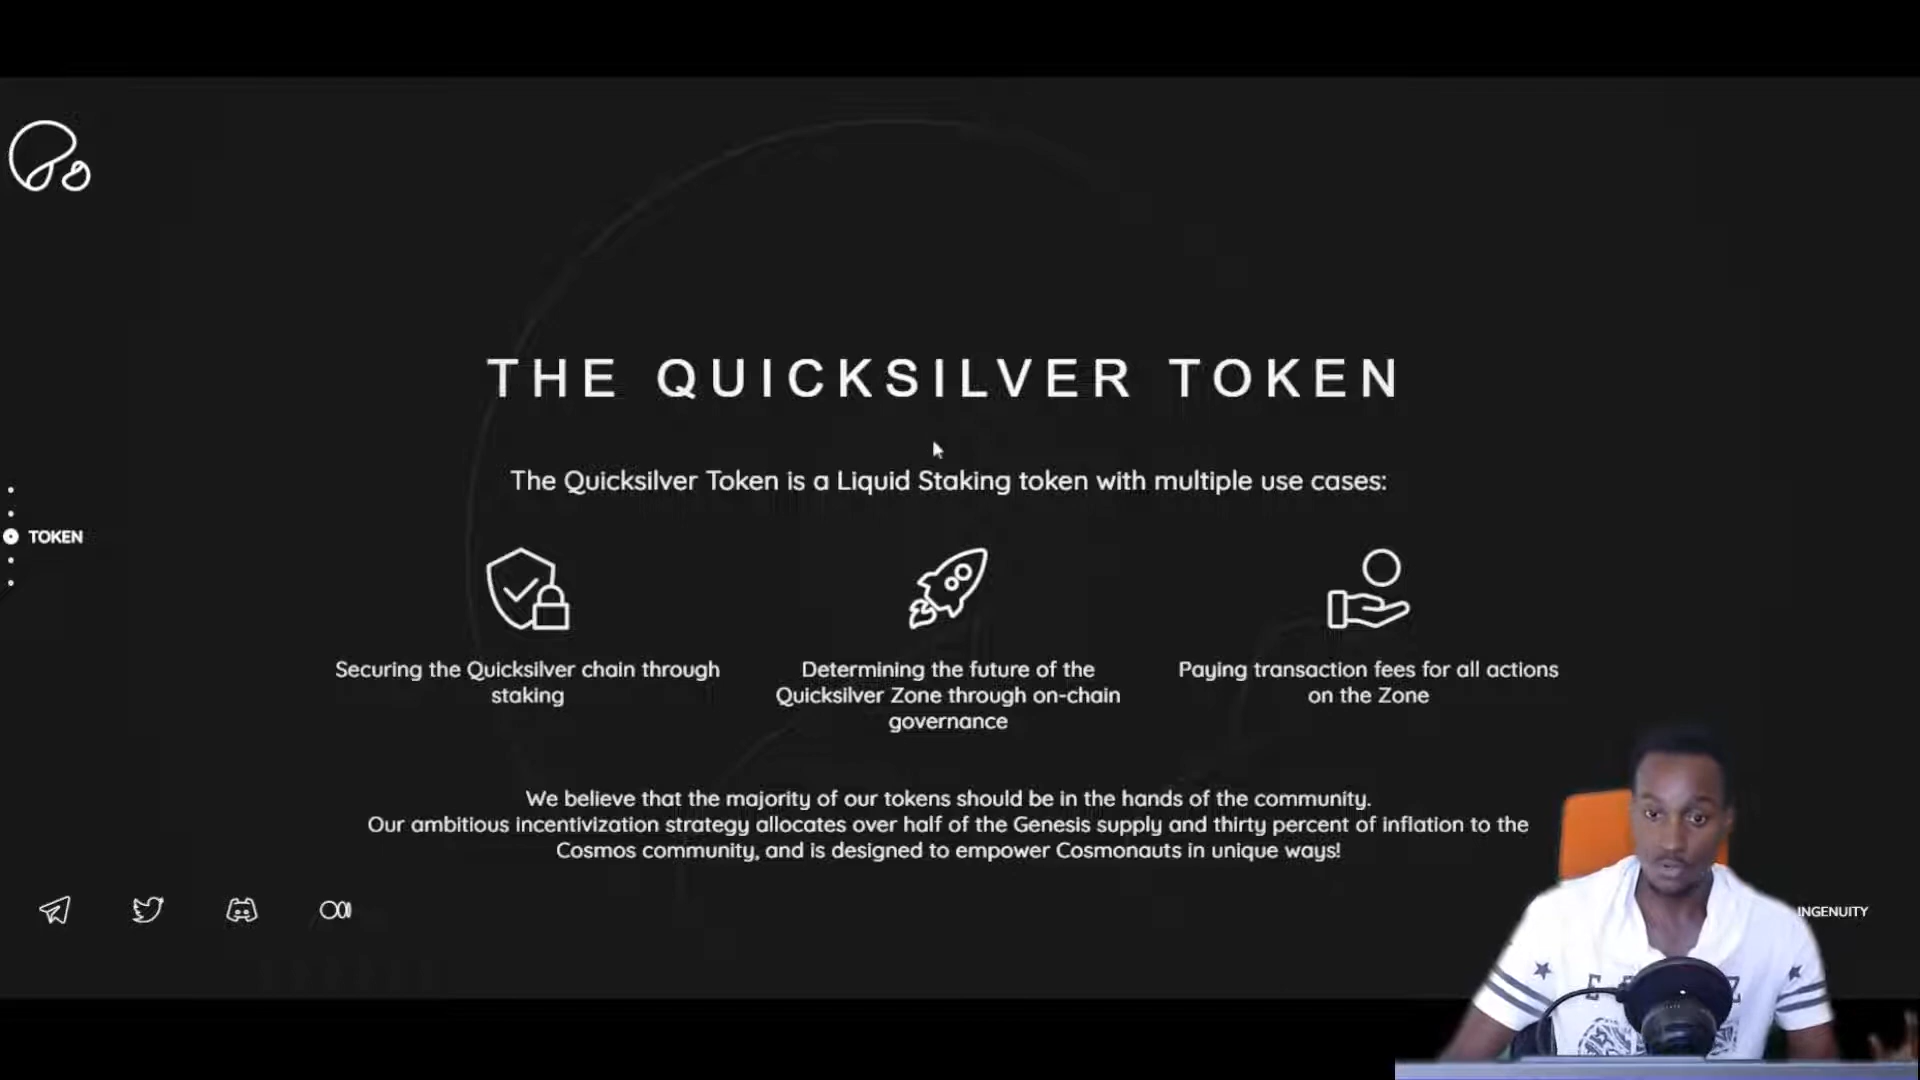 THE QUICKSILVER TOKEN
The Quicksilver Token is a Liquid Staking token with multiple use cases:
TOKEN
Securing the Quicksilver chain through
staking
Determining the future of the
Quicksilver Zone through on-chain
governance
Paying transaction fees for all actions
on the Zone
We believe that the majority of our tokens should be in the hands of the community.
Our ambitious incentivization strategy allocates over half of the Genesis supply and thirty percent of inflation to the
Cosmos community, and is designed to empower Cosmonauts in unique ways!
INGENUITY